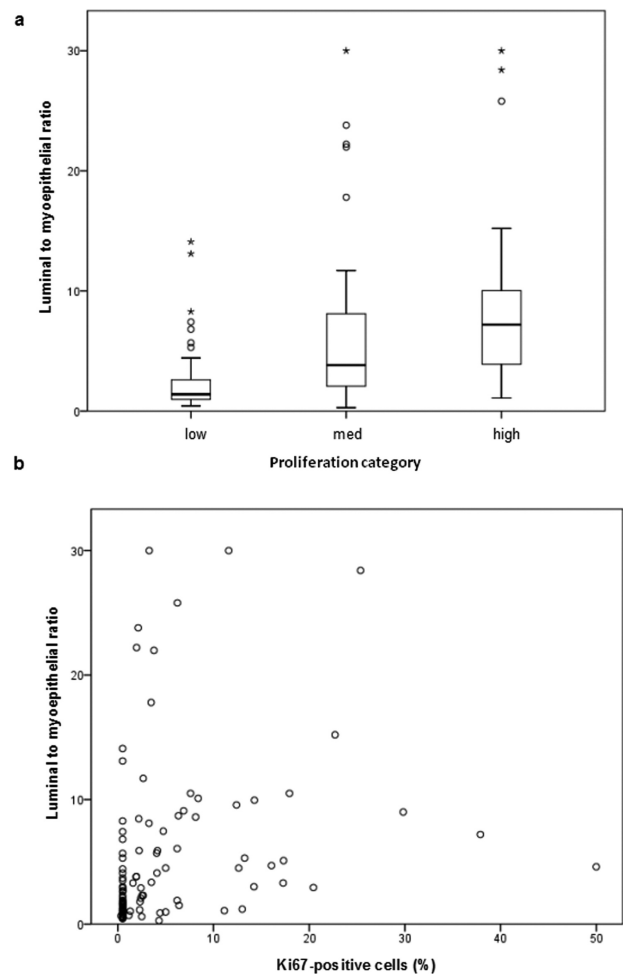 a
Luminal to myoepithelial ratio
30
20
10
0
low med high
Proliferation category
b
Luminal to myoepithelial ratio
30
20
10
0
0 10 20 30 40 50
Ki67-positive cells (%)